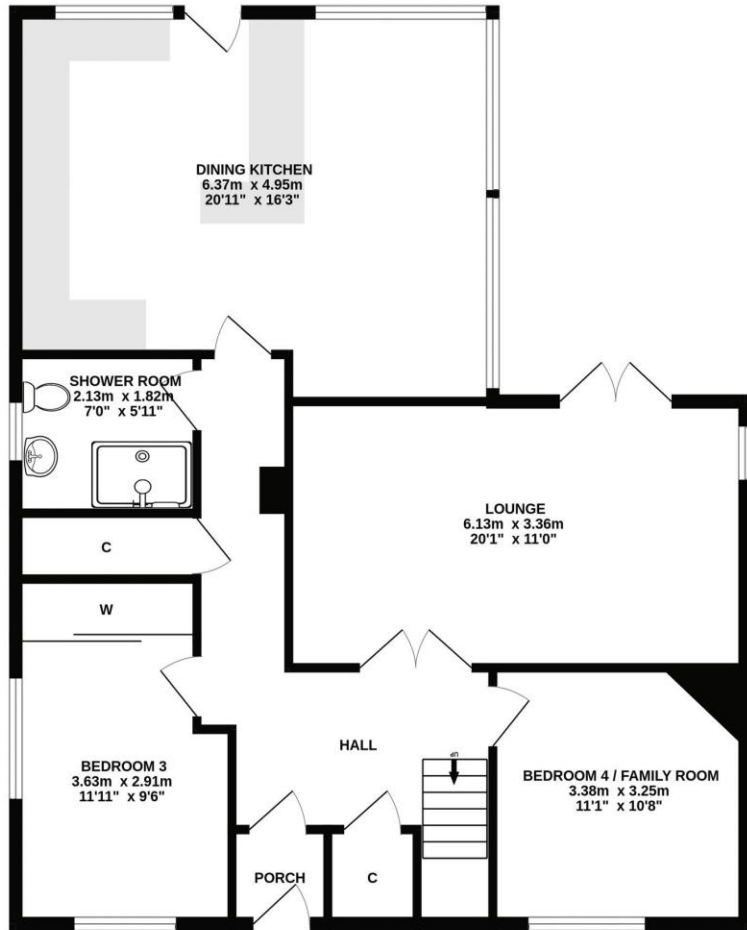 DINING KITCHEN
6.37m x 4.95m
20'11" x 16'3"
SHOWER ROOM
2.13m x 1.82m
7'0" x 5'11"
C
W
LOUNGE
6.13m x 3.36m
20'1" x 11'0"
HALL
BEDROOM 3
3.63m x 2.91m
11'11" x 9'6"
BEDROOM 4 / FAMILY ROOM
3.38m x 3.25m
11'1" x 10'8"
PORCH
C